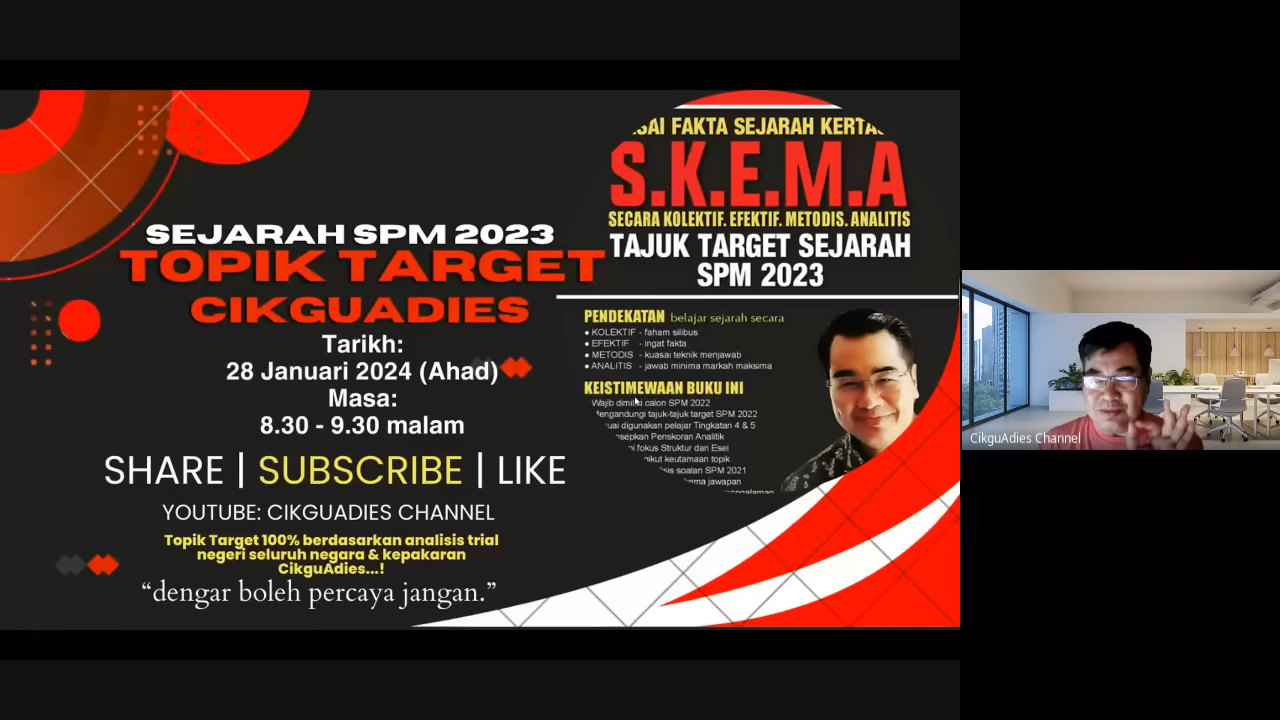 SEJARAH SPM 2023
TOPIK TARGET
CIKGUADIES
Tarikh:
28 Januari 2024 (Ahad)
Masa:
8.30 - 9.30 malam
SHARE | SUBSCRIBE | LIKE
YOUTUBE: CIKGUADIES CHANNEL
Topik Target 100% berdasarkan analisis trial
negeri seluruh negara & kepakaran
CikguAdies...!
“dengar boleh percaya jangan.”
FAKTA SEJARAH
S.K.E.M.A
SECARA KOLEKTIF. EFEKTIF. METODIS. ANALITIS
TAJUK TARGET SEJARAH
SPM 2023
PENDEKATAN belajar sejarah secara
● KOLEKTIF - faham silibus
● EFEKTIF - ingat fakta
● METODIS - kuasai teknik menjawab
● ANALITIS - jawab minima markah maksima
KEISTIMEWAAN BUKU INI
Wajib dimiliki calon SPM 2022
Mengandungi tajuk-tajuk target SPM 2022
digunakan pelajar Tingkatan 4 & 5
Penskoran Analitik
fokus Struktur dan Esei
keutamaan topik
soalan SPM 2021
jawapan
CikguAdies Channel